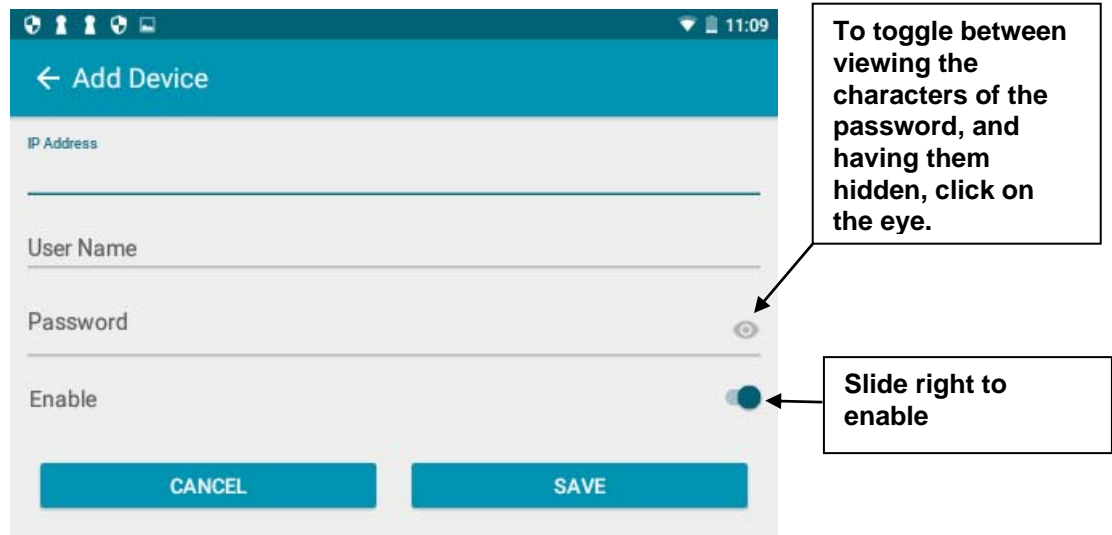 11:09
Add Device
IP Address
User Name
Password
Enable
CANCEL
SAVE
To toggle between
viewing the
characters of the
password, and
having them
hidden, click on
the eye.
Slide right to
enable